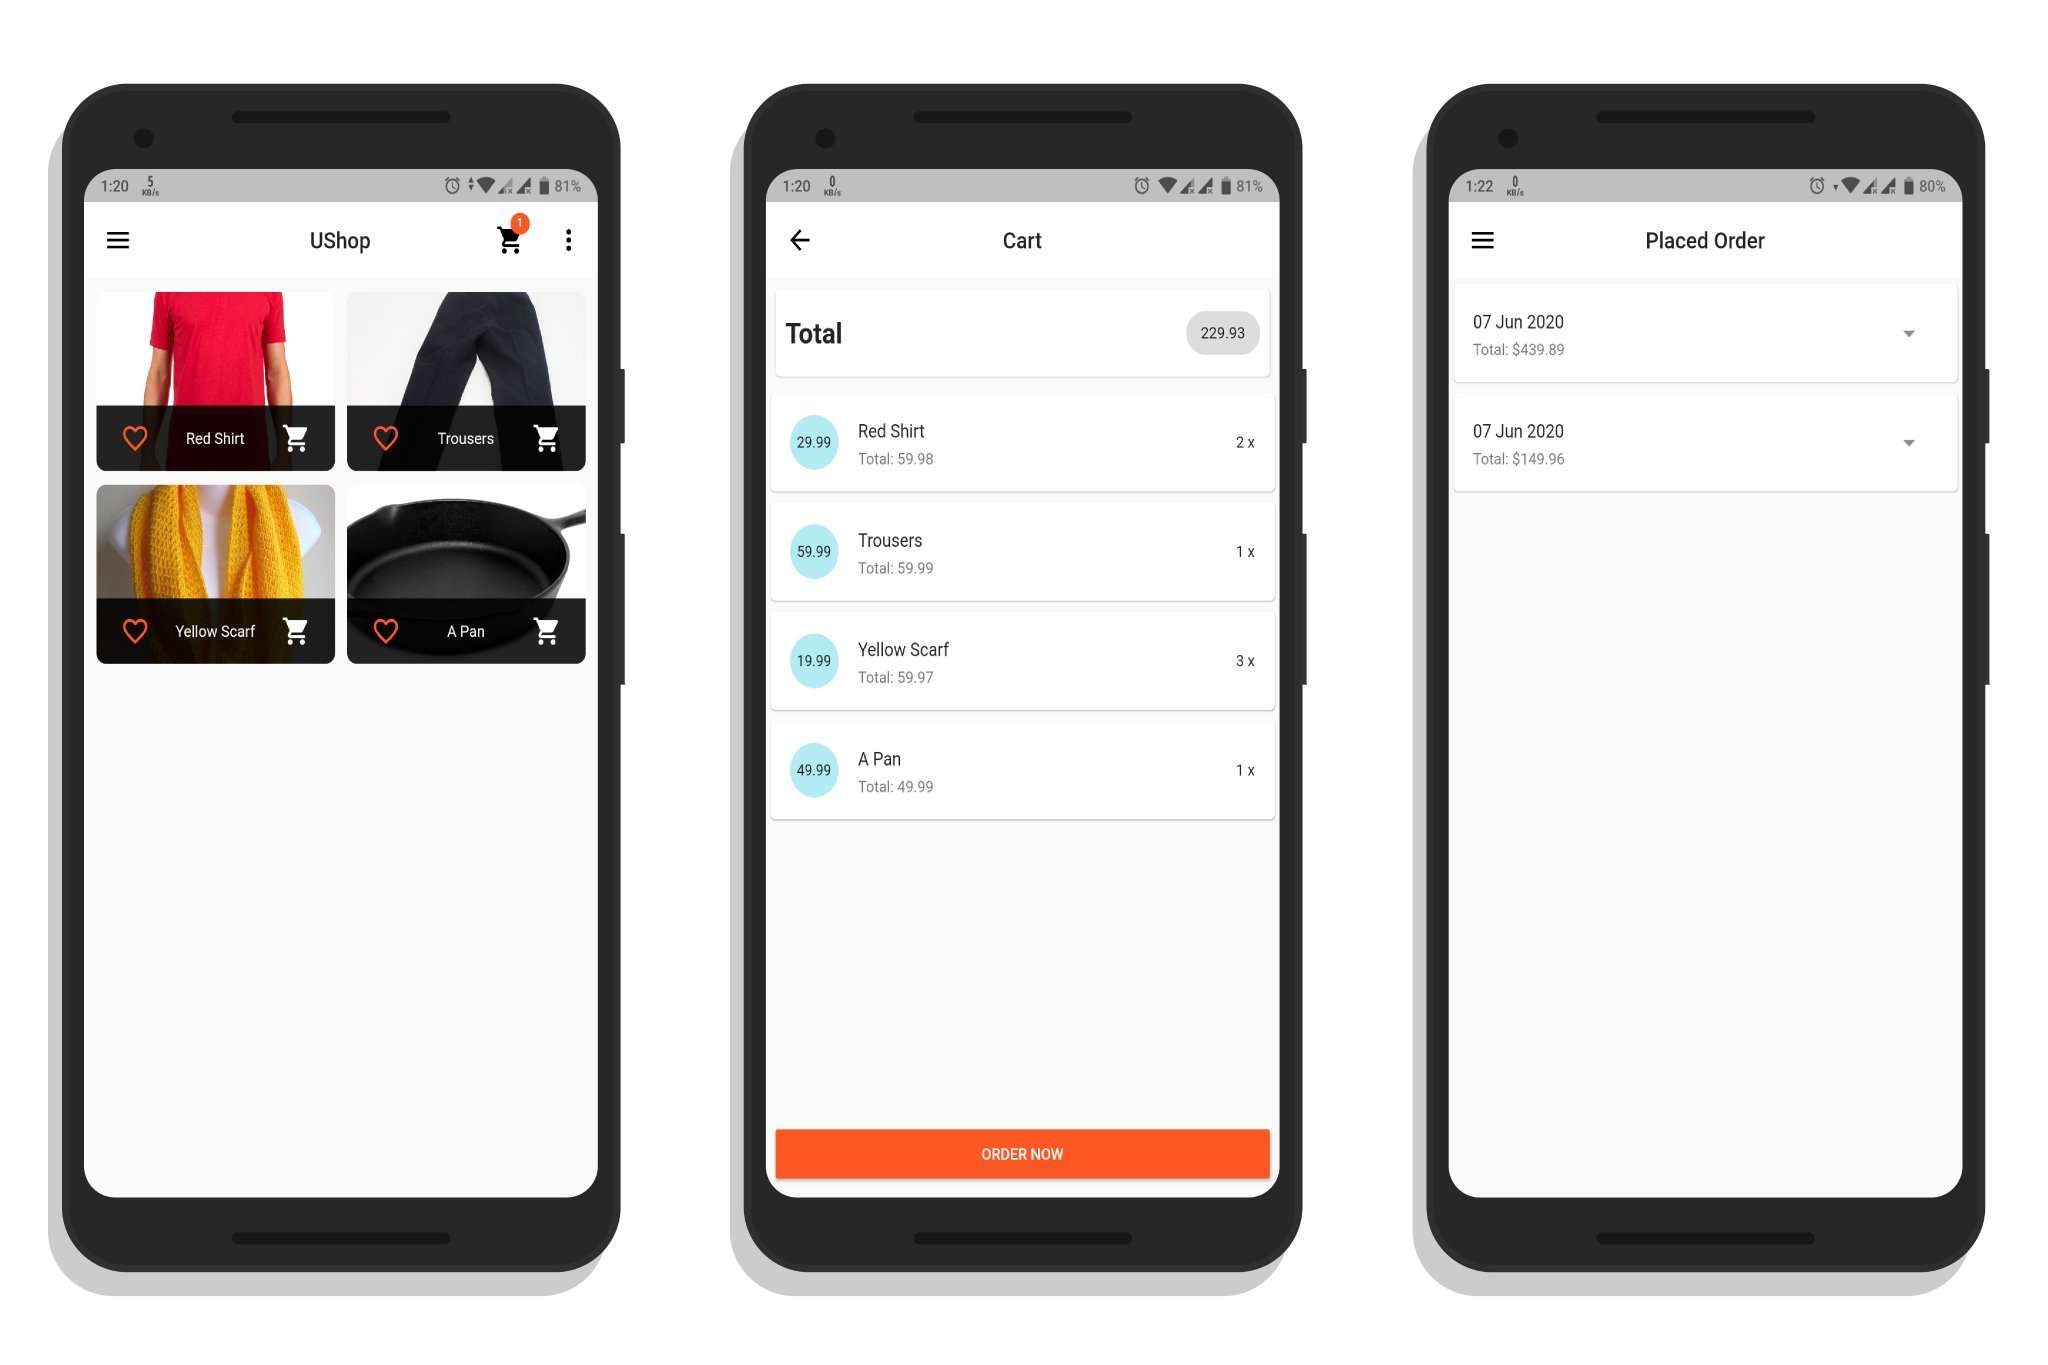 1:20 5 KB/s 81%
UShop 1
Red Shirt
Trousers
Yellow Scarf
A Pan
1:20 0 KB/s 81%
Cart
Total 229.93
29.99 Red Shirt 2 x
Total: 59.98
59.99 Trousers 1 x
Total: 59.99
19.99 Yellow Scarf 3 x
Total: 59.97
49.99 A Pan 1 x
Total: 49.99
ORDER NOW
1:22 0 KB/s 80%
Placed Order
07 Jun 2020
Total: $439.89
07 Jun 2020
Total: $149.96